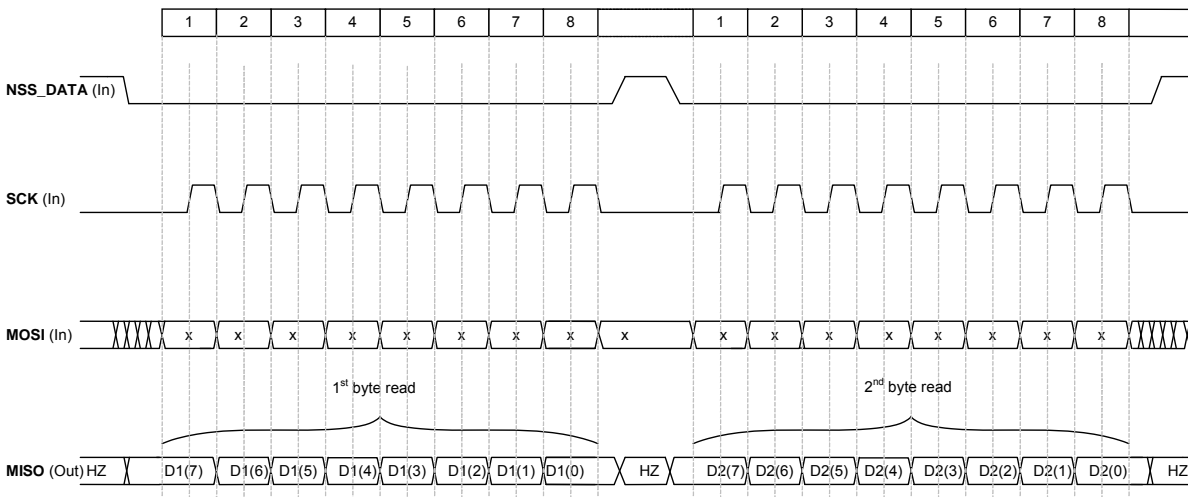 1 2 3 4 5 6 7 8 1 2 3 4 5 6 7 8
NSS_DATA (In)
SCK (In)
MOSI (In) x x x x x x x x x x x x x x x x x
1st byte read 2nd byte read
MISO (Out) HZ D1(7) D1(6) D1(5) D1(4) D1(3) D1(2) D1(1) D1(0) HZ D2(7) D2(6) D2(5) D2(4) D2(3) D2(2) D2(1) D2(0) HZ